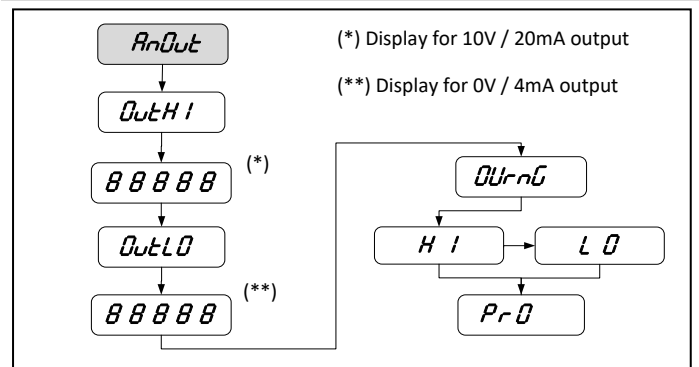 AnOut
(*) Display for 10V / 20mA output
(**) Display for 0V / 4mA output
OutHI
88888
(*)
OutLO
88888
(**)
OUrnG
HI
LO
PrO